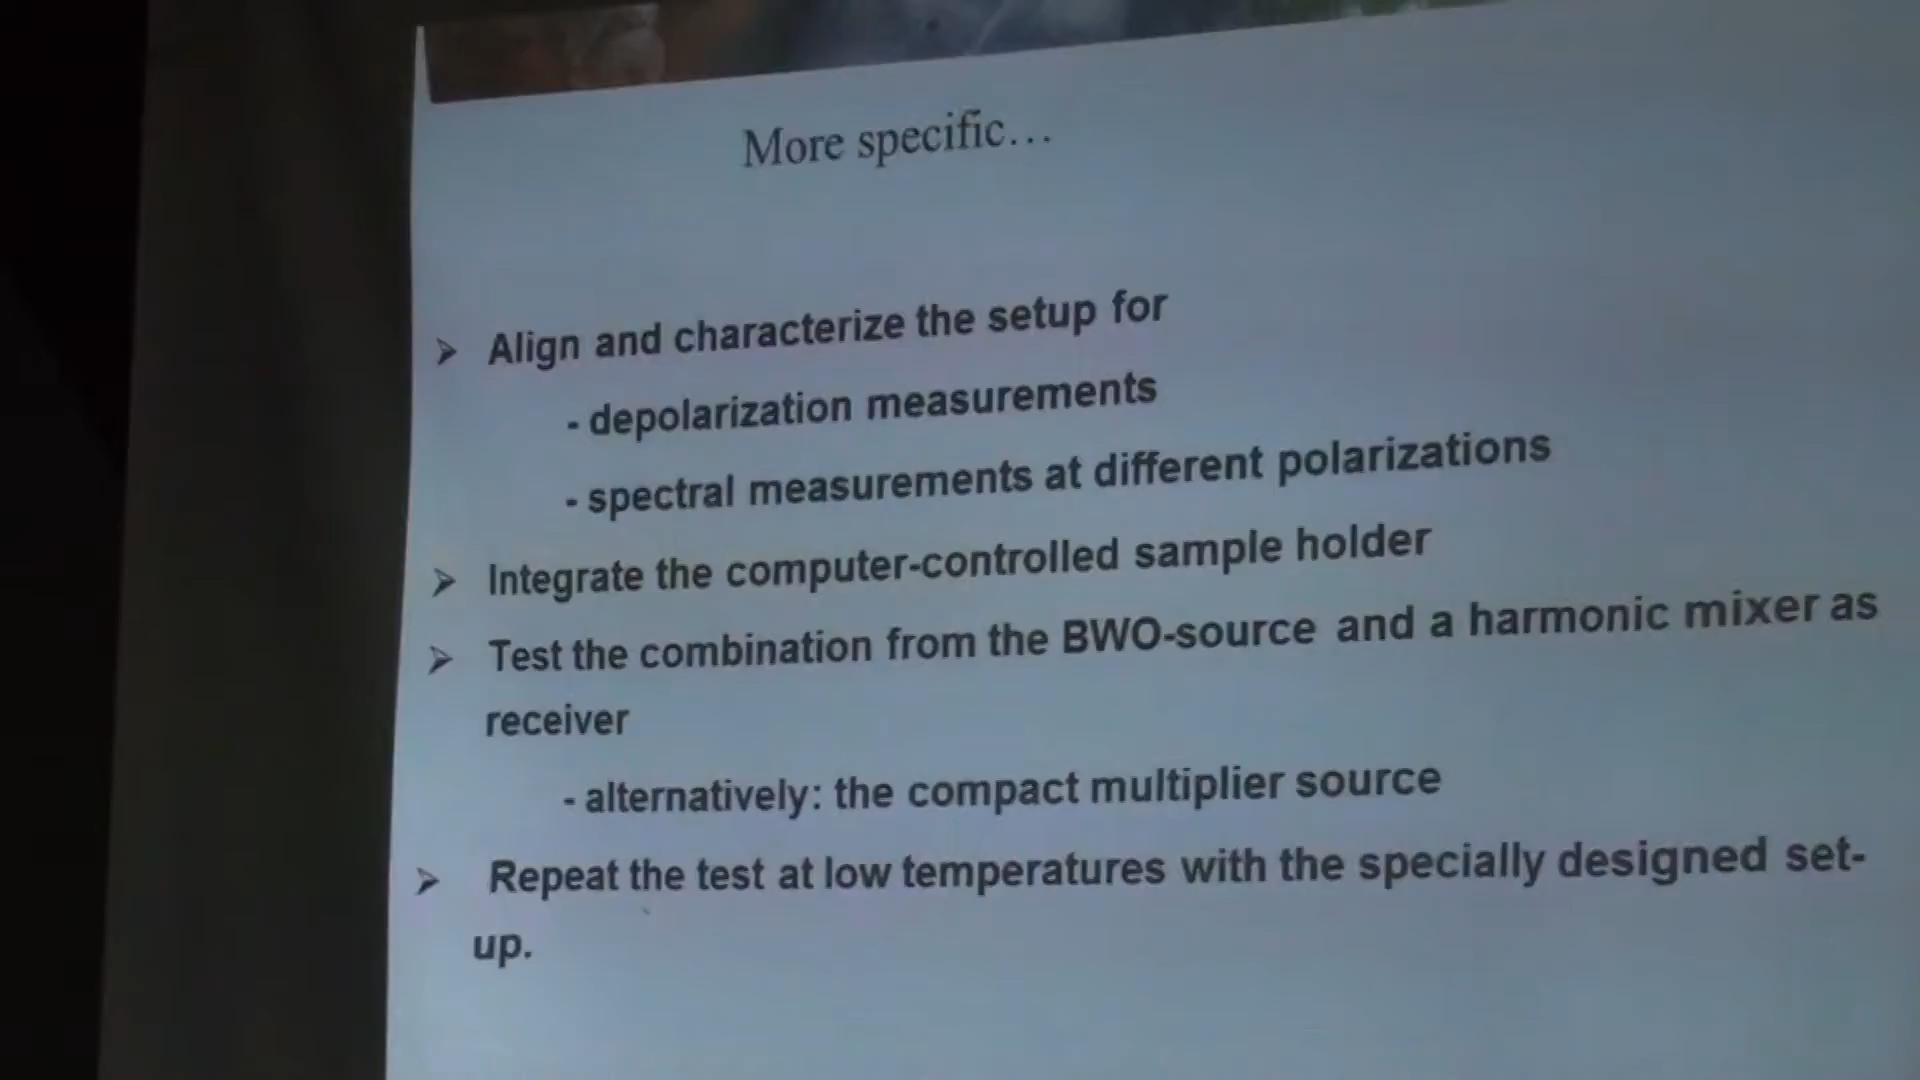 More specific...
➢ Align and characterize the setup for
- depolarization measurements
- spectral measurements at different polarizations
➢ Integrate the computer-controlled sample holder
➢ Test the combination from the BWO-source and a harmonic mixer as
receiver
- alternatively: the compact multiplier source
➢ Repeat the test at low temperatures with the specially designed set-
up.